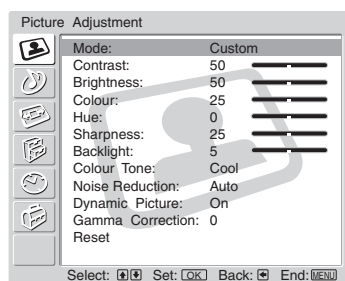 Picture Adjustment
Mode: Custom
Contrast: 50
Brightness: 50
Colour: 25
Hue: 0
Sharpness: 25
Backlight: 5
Colour Tone: Cool
Noise Reduction: Auto
Dynamic Picture: On
Gamma Correction: 0
Reset
Select: Set: OK Back: End: MENU